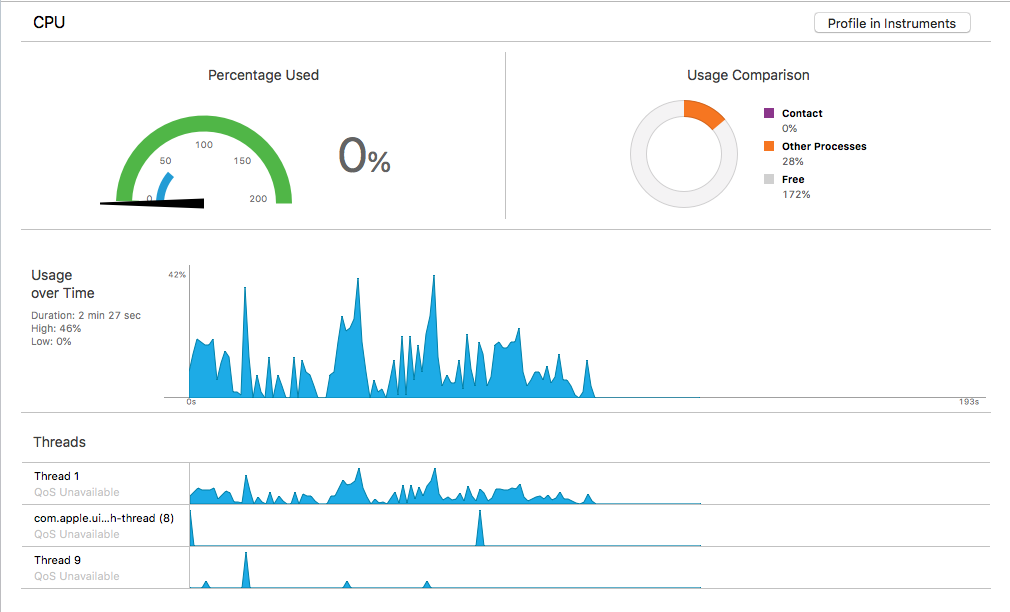 CPU
Profile in Instruments
Percentage Used
0
50
100
150
200
0%
Usage Comparison
Contact
0%
Other Processes
28%
Free
172%
Usage
over Time
Duration: 2 min 27 sec
High: 46%
Low: 0%
42%
0s
193s
Threads
Thread 1
QoS Unavailable
com.apple.ui...h-thread (8)
QoS Unavailable
Thread 9
QoS Unavailable